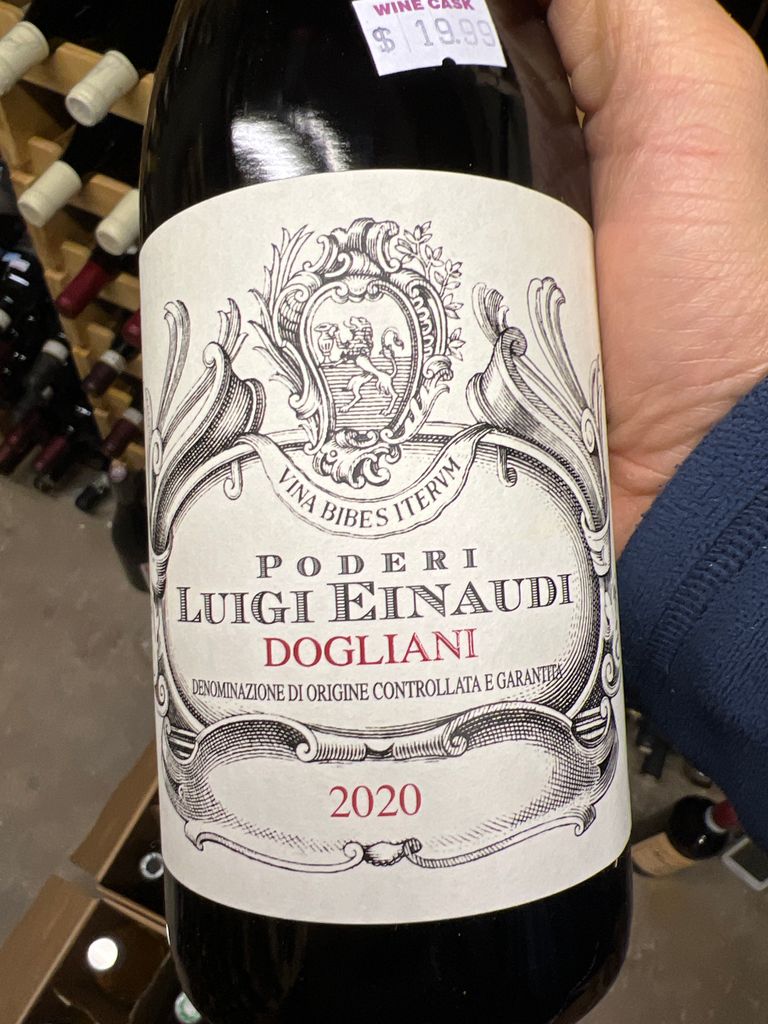 WINE CASK
$ 19.99
VINA BIBES ITERVM
PODERI
LUIGI EINAUDI
DOGLIANI
DENOMINAZIONE DI ORIGINE CONTROLLATA E GARANTITA
2020